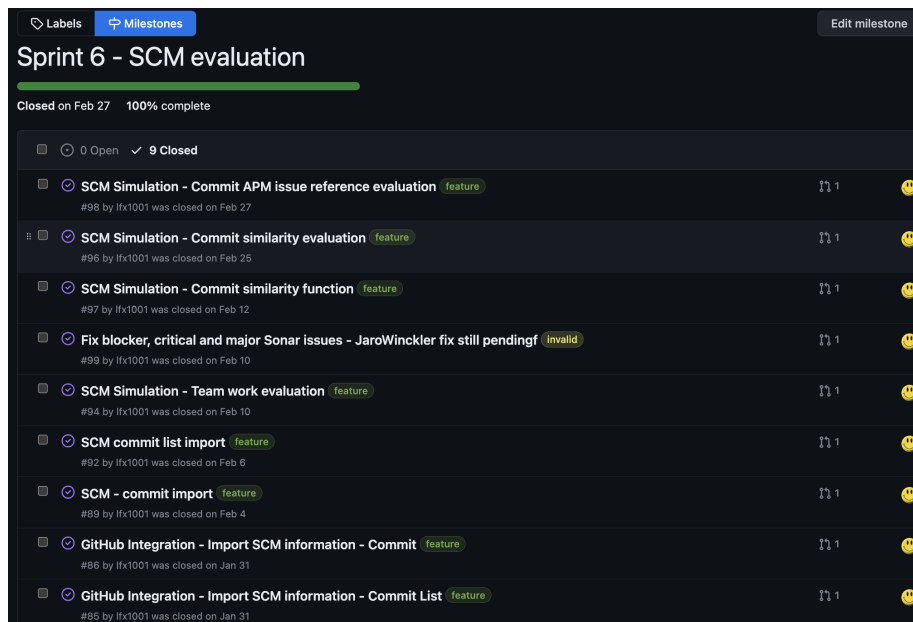 Labels Milestones Edit milestone
Sprint 6 - SCM evaluation
Closed on Feb 27 100% complete
0 Open 9 Closed
SCM Simulation - Commit APM issue reference evaluation feature 1
#98 by lfx1001 was closed on Feb 27
SCM Simulation - Commit similarity evaluation feature 1
#96 by lfx1001 was closed on Feb 25
SCM Simulation - Commit similarity function feature 1
#97 by lfx1001 was closed on Feb 12
Fix blocker, critical and major Sonar issues - JaroWinckler fix still pendingf invalid 1
#99 by lfx1001 was closed on Feb 10
SCM Simulation - Team work evaluation feature 1
#94 by lfx1001 was closed on Feb 10
SCM commit list import feature 1
#92 by lfx1001 was closed on Feb 6
SCM - commit import feature 1
#89 by lfx1001 was closed on Feb 4
GitHub Integration - Import SCM information - Commit feature 1
#86 by lfx1001 was closed on Jan 31
GitHub Integration - Import SCM information - Commit List feature 1
#85 by lfx1001 was closed on Jan 31